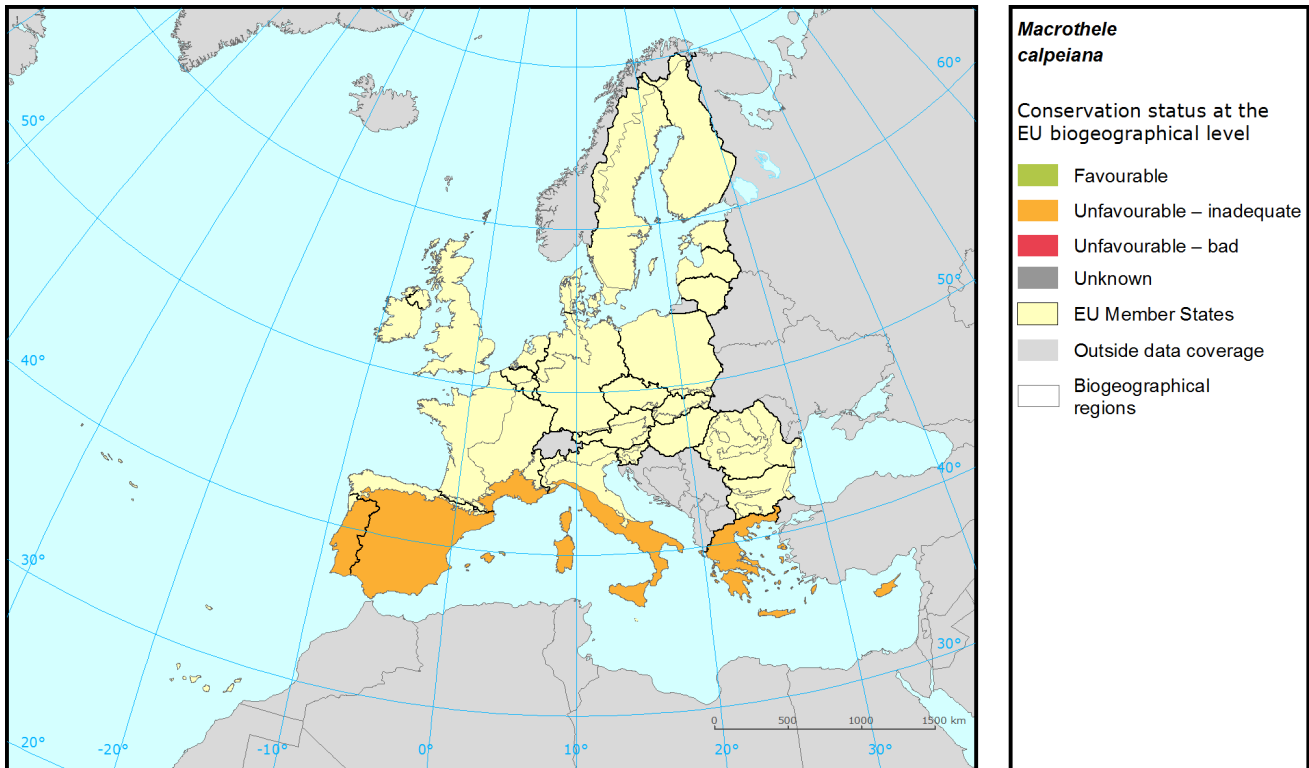 60°
50°
50°
40°
40°
30°
30°
20°
-20°
-10°
0°
10°
20°
30°
0 500 1000 1500 km
Macrothele
calpeiana
Conservation status at the
EU biogeographical level
Favourable
Unfavourable – inadequate
Unfavourable – bad
Unknown
EU Member States
Outside data coverage
Biogeographical
regions